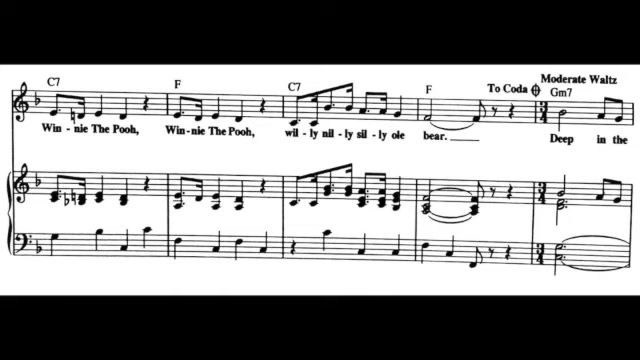 Moderate Waltz
C7 F C7 F To Coda Gm7
Win - nie The Pooh, Win - nie The Pooh, wil - ly nil - ly sil - ly ole bear. Deep in the